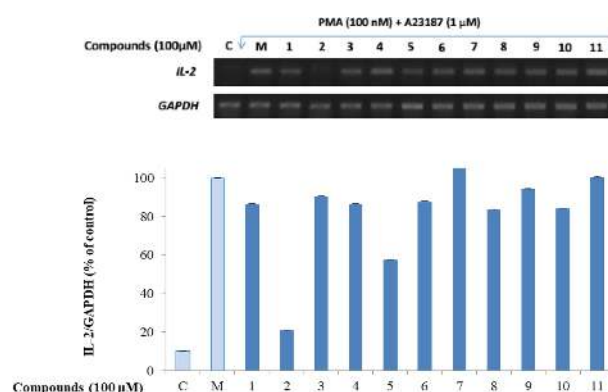 PMA (100 nM) + A23187 (1 µM)
Compounds (100µM) C M 1 2 3 4 5 6 7 8 9 10 11
IL-2
GAPDH
IL-2/GAPDH (% of control)
100
80
60
40
20
0
C M 1 2 3 4 5 6 7 8 9 10 11
Compounds (100 µM)